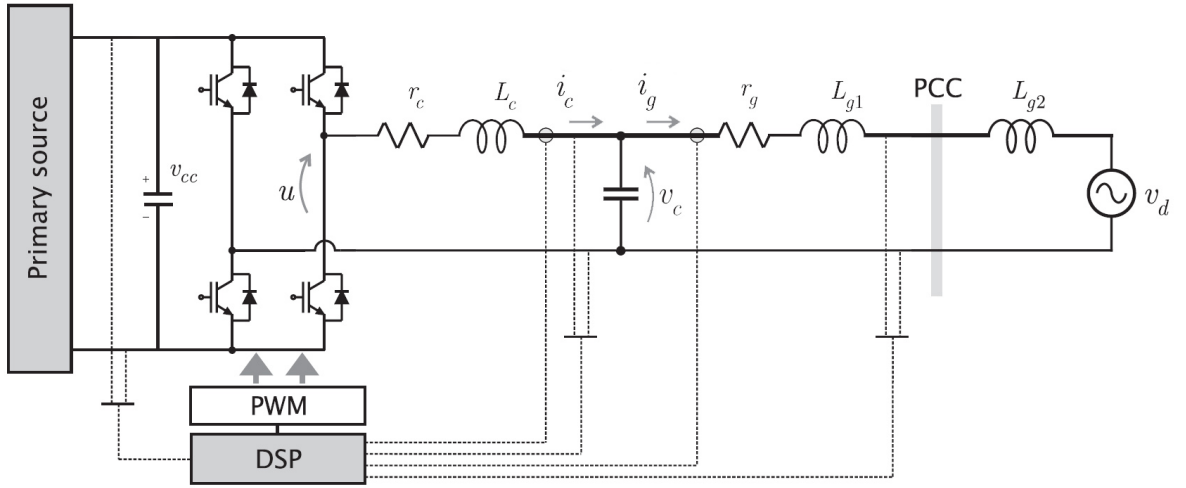 Primary source
+
v_cc
-
u
r_c
L_c
i_c
i_g
v_c
r_g
L_g1
PCC
L_g2
v_d
PWM
DSP